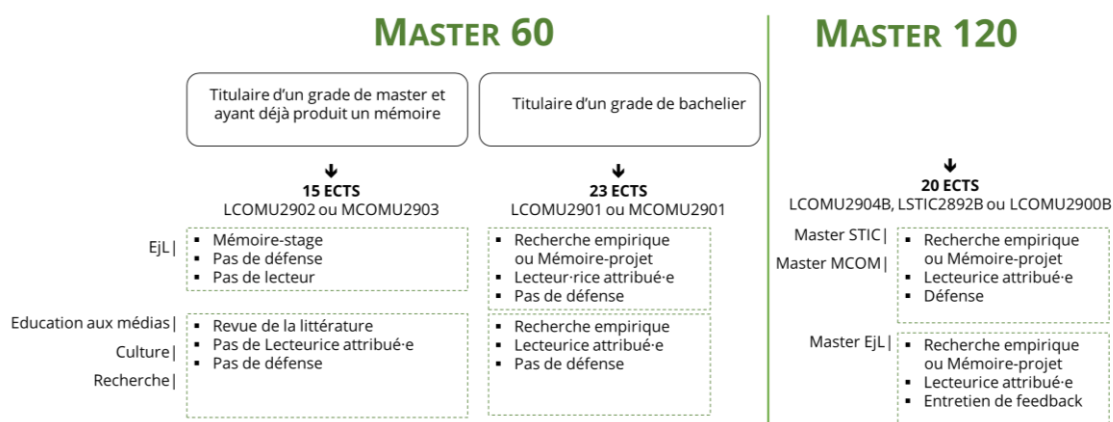 MASTER 60
MASTER 120
Titulaire d'un grade de master et
ayant déjà produit un mémoire
Titulaire d'un grade de bachelier
15 ECTS
LCOMU2902 ou MCOMU2903
23 ECTS
LCOMU2901 ou MCOMU2901
20 ECTS
LCOMU2904B, LSTIC2892B ou LCOMU2900B
EjL|
▪ Mémoire-stage
▪ Pas de défense
▪ Pas de lecteur
▪ Recherche empirique
ou Mémoire-projet
▪ Lecteur·rice attribué·e
▪ Pas de défense
Master STIC|
Master MCOM|
▪ Recherche empirique
ou Mémoire-projet
▪ Lecteurice attribué·e
▪ Défense
Education aux médias|
Culture|
Recherche|
▪ Revue de la littérature
▪ Pas de Lecteurice attribué·e
▪ Pas de défense
▪ Recherche empirique
▪ Lecteurice attribué·e
▪ Pas de défense
Master EjL|
▪ Recherche empirique
ou Mémoire-projet
▪ Lecteurice attribué·e
▪ Entretien de feedback